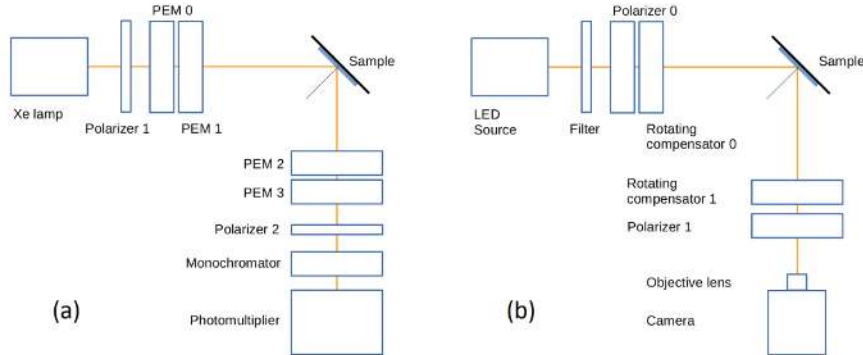 PEM 0
Sample
Xe lamp
Polarizer 1
PEM 1
PEM 2
PEM 3
Polarizer 2
Monochromator
Photomultiplier
(a)
Polarizer 0
Sample
LED
Source
Filter
Rotating
compensator 0
Rotating
compensator 1
Polarizer 1
Objective lens
Camera
(b)